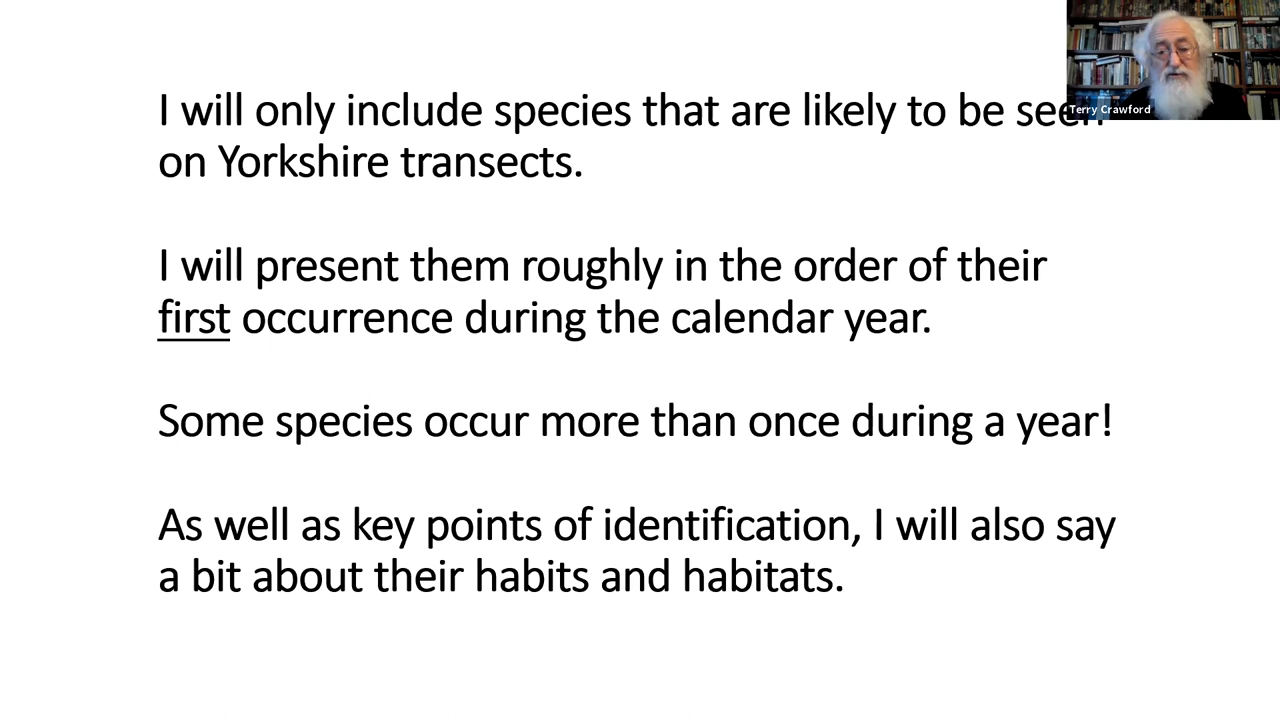 I will only include species that are likely to be seen
on Yorkshire transects.
I will present them roughly in the order of their
first occurrence during the calendar year.
Some species occur more than once during a year!
As well as key points of identification, I will also say
a bit about their habits and habitats.
Terry Crawford